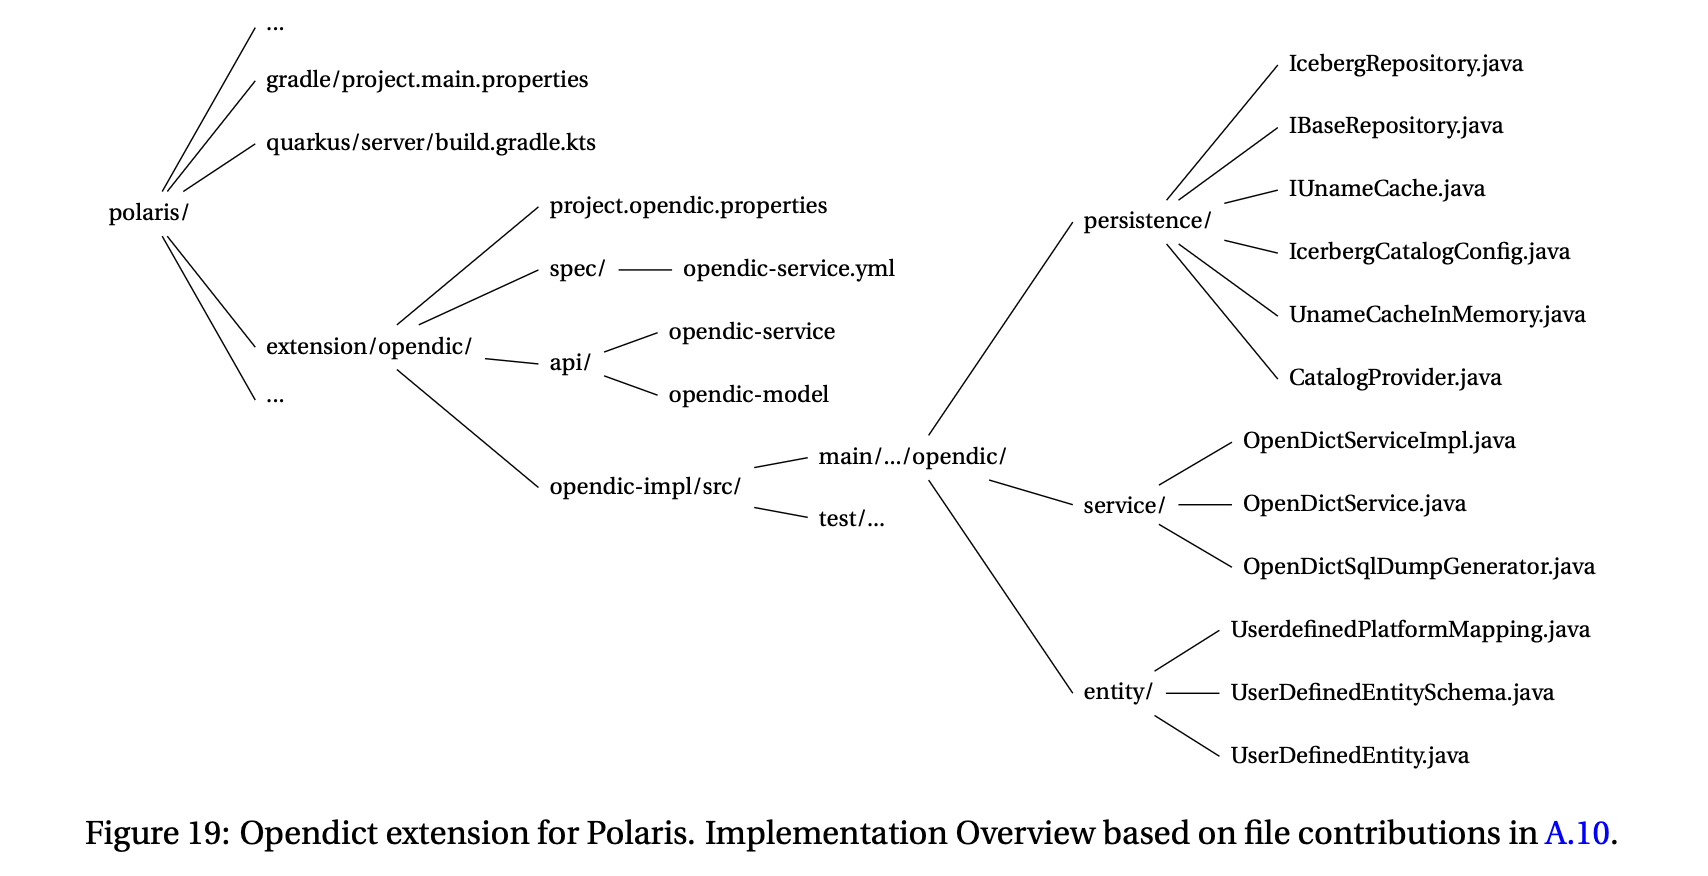 ...
gradle/project.main.properties
quarkus/server/build.gradle.kts
polaris/
extension/opendic/
...
project.opendic.properties
spec/
opendic-service.yml
api/
opendic-service
opendic-model
opendic-impl/src/
main/.../opendic/
test/...
persistence/
IcebergRepository.java
IBaseRepository.java
IUnameCache.java
IcerbergCatalogConfig.java
UnameCacheInMemory.java
CatalogProvider.java
service/
OpenDictServiceImpl.java
OpenDictService.java
OpenDictSqlDumpGenerator.java
entity/
UserdefinedPlatformMapping.java
UserDefinedEntitySchema.java
UserDefinedEntity.java
Figure 19: Opendict extension for Polaris. Implementation Overview based on file contributions in A.10.